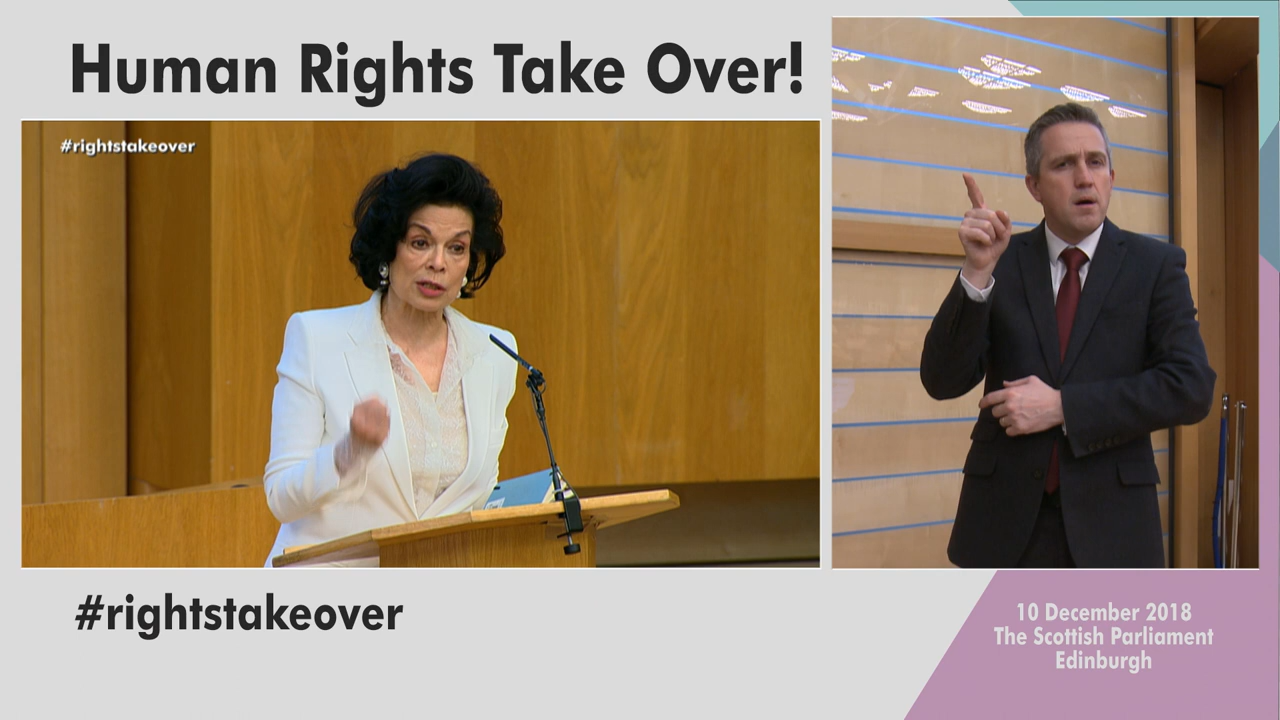 Human Rights Take Over!
#rightstakeover
#rightstakeover
10 December 2018
The Scottish Parliament
Edinburgh